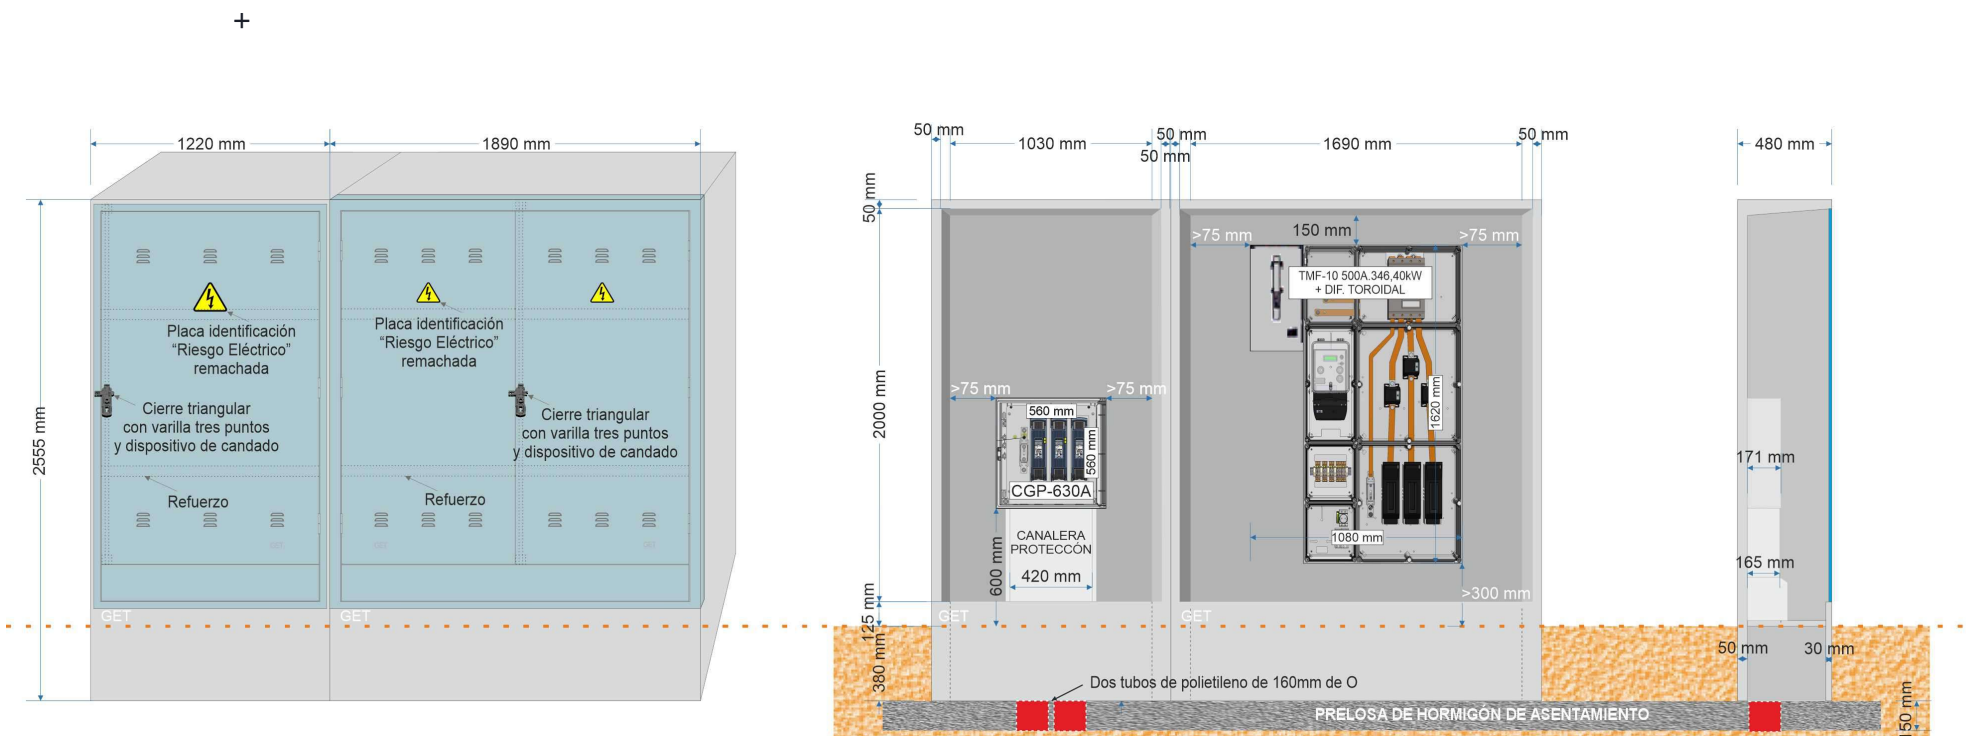 +
1220 mm
1890 mm
2555 mm
Placa identificación
“Riesgo Eléctrico”
remachada
Placa identificación
“Riesgo Eléctrico”
remachada
Cierre triangular
con varilla tres puntos
y dispositivo de candado
Cierre triangular
con varilla tres puntos
y dispositivo de candado
Refuerzo
Refuerzo
GET
GET
50 mm
1030 mm
50 mm
50 mm
1690 mm
50 mm
480 mm
50 mm
2000 mm
125 mm
380 mm
>75 mm
150 mm
>75 mm
TMF-10 500A.346,40kW
+ DIF. TOROIDAL
>75 mm
>75 mm
560 mm
560 mm
CGP-630A
1620 mm
CANALERA
PROTECCÓN
420 mm
600 mm
1080 mm
>300 mm
GET
GET
171 mm
165 mm
50 mm
30 mm
Dos tubos de polietileno de 160mm de O
PRELOSA DE HORMIGÓN DE ASENTAMIENTO
150 mm